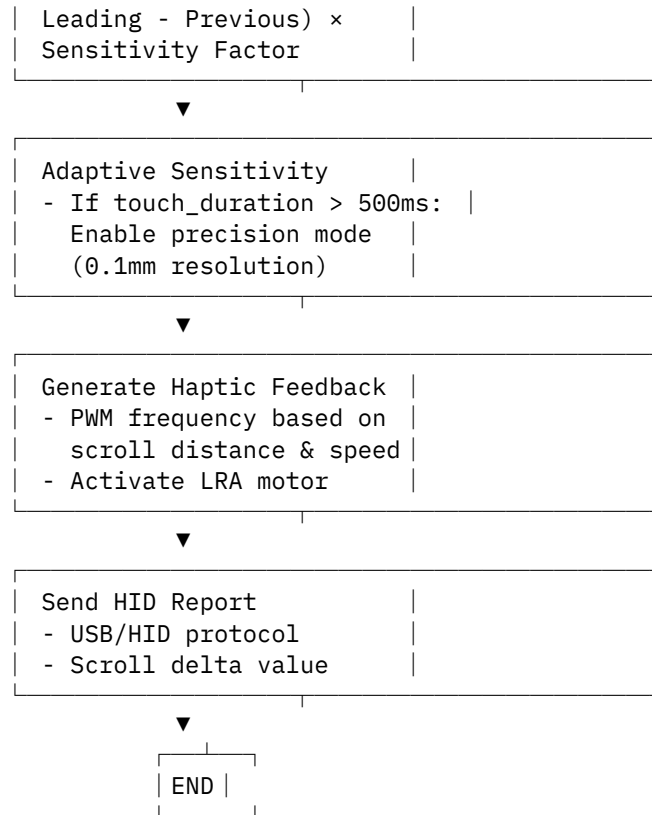 Leading - Previous) ×
Sensitivity Factor
▼
Adaptive Sensitivity
- If touch_duration > 500ms:
Enable precision mode
(0.1mm resolution)
▼
Generate Haptic Feedback
- PWM frequency based on
scroll distance & speed
- Activate LRA motor
▼
Send HID Report
- USB/HID protocol
- Scroll delta value
▼
END